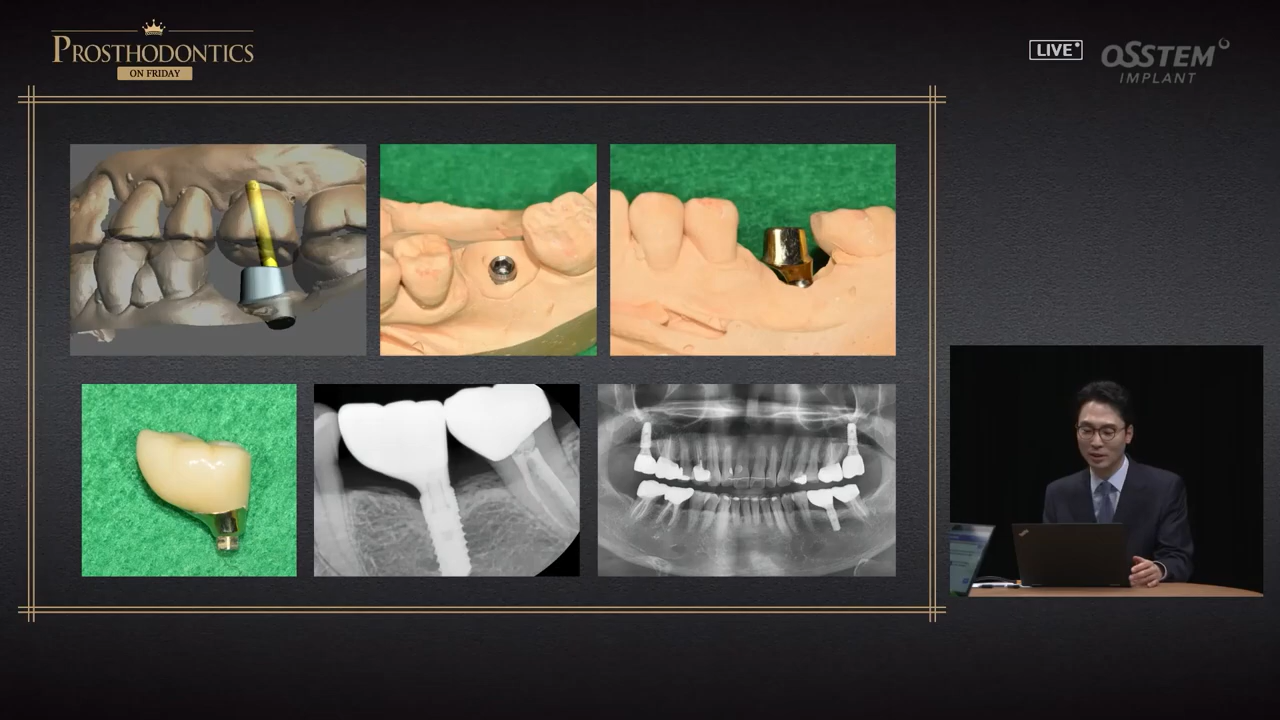 PROSTHODONTICS
ON FRIDAY
LIVE
OSSTEM
IMPLANT